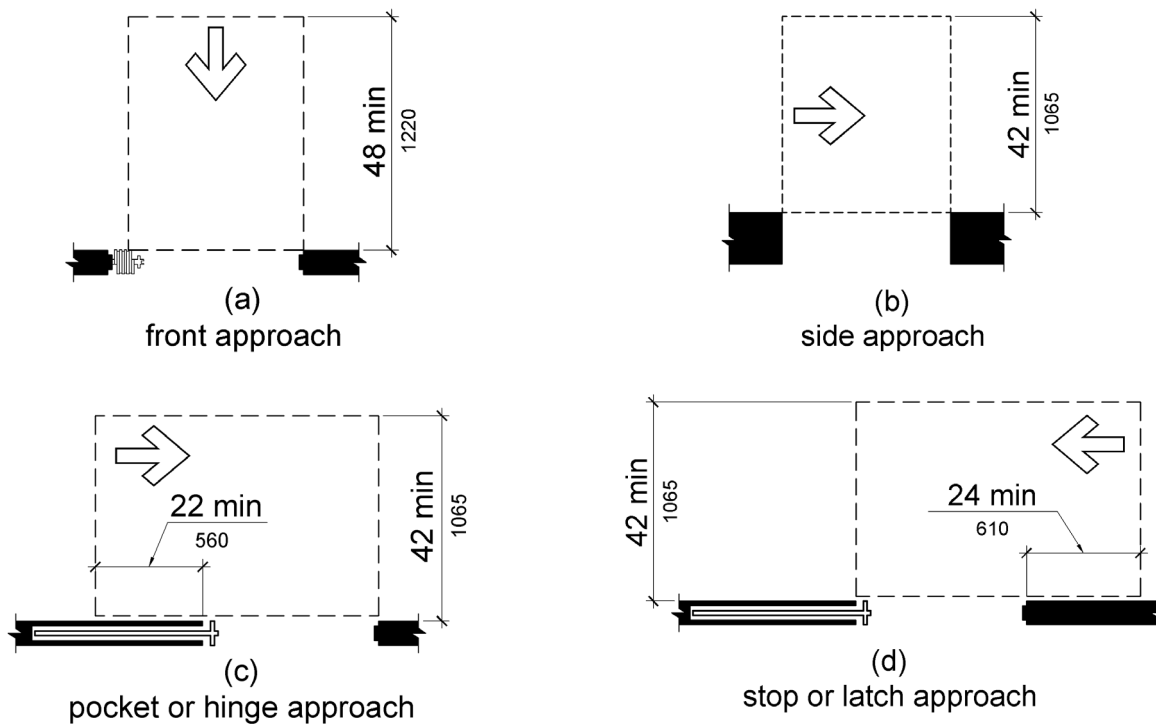 48 min
1220
(a)
front approach
42 min
1065
(b)
side approach
22 min
560
42 min
1065
(c)
pocket or hinge approach
42 min
1065
24 min
610
(d)
stop or latch approach